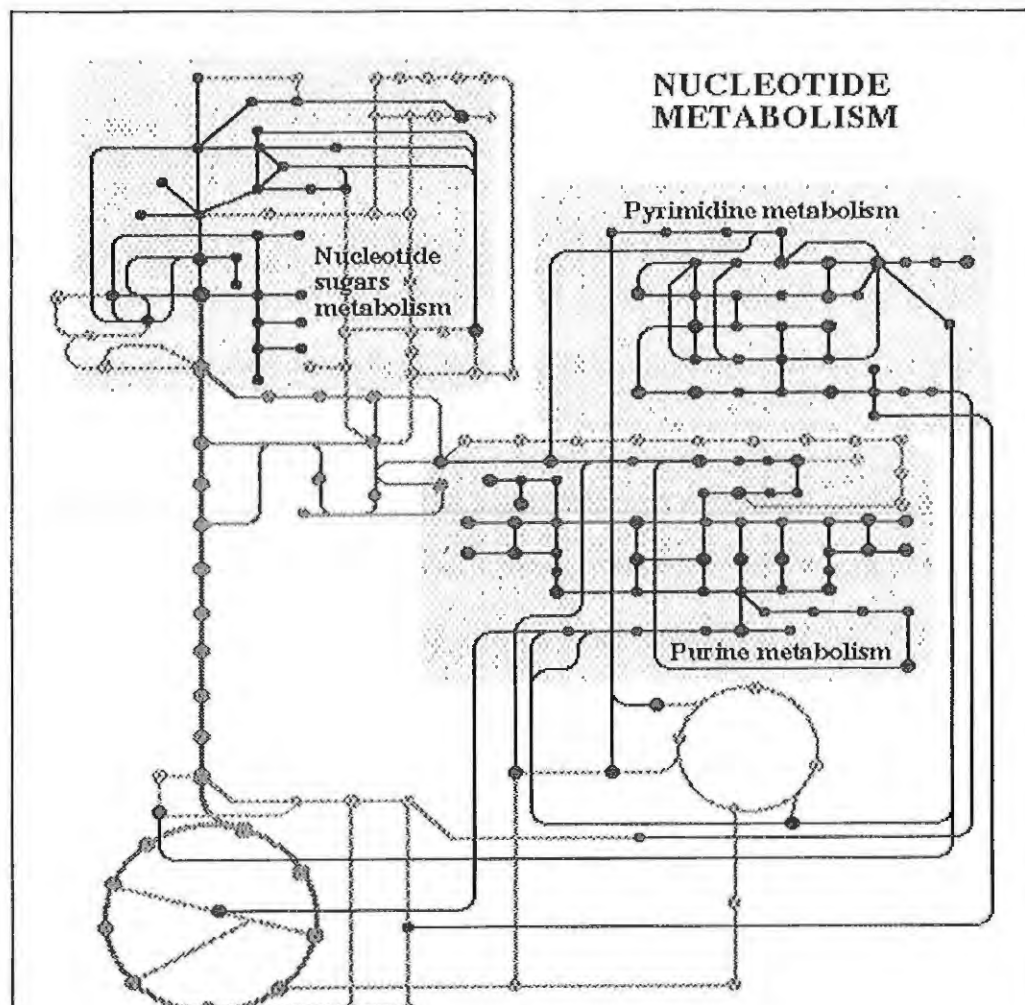 NUCLEOTIDE
METABOLISM
Pyrimidine metabolism
Nucleotide
sugars
metabolism
Purine metabolism